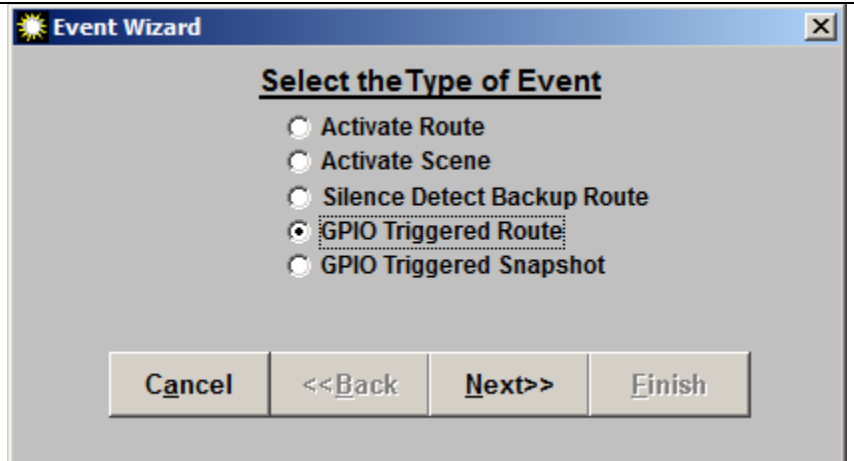 Event Wizard
Select the Type of Event
Activate Route
Activate Scene
Silence Detect Backup Route
GPIO Triggered Route
GPIO Triggered Snapshot
Cancel <<Back Next>> Finish